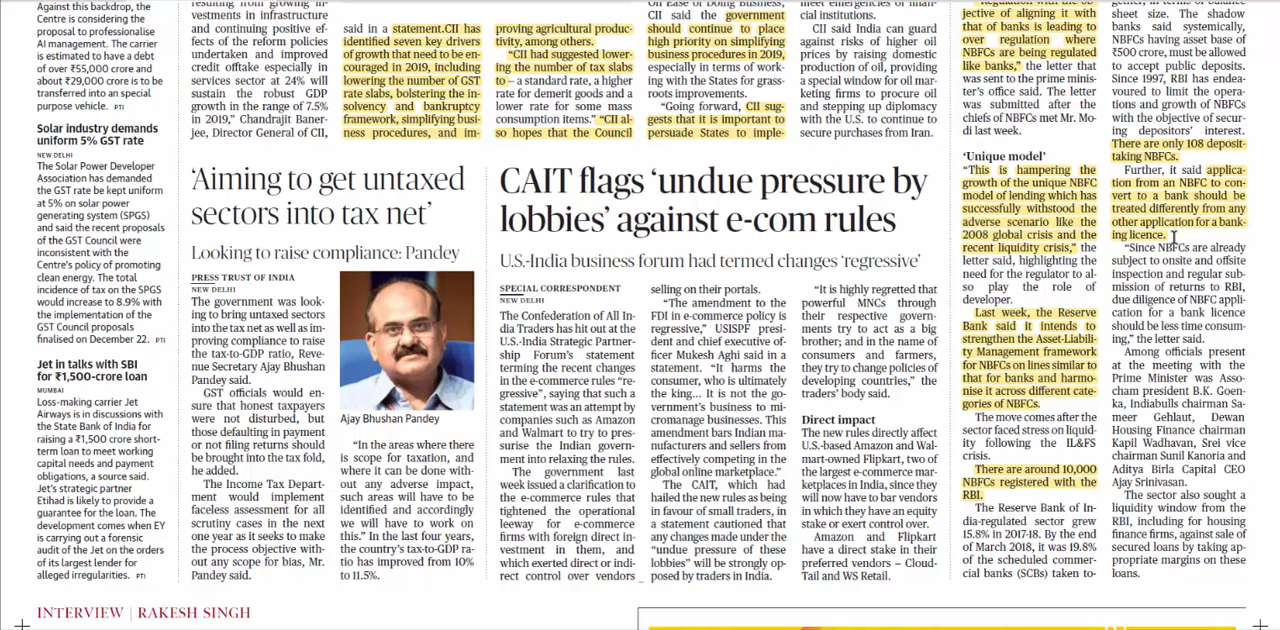 Against this backdrop, the
Centre is considering the
proposal to professionalise
AI management. The carrier
is estimated to have a debt
of over ₹55,000 crore and
about ₹29,000 crore is to be
transferred into a special
purpose vehicle. PTI
Solar industry demands
uniform 5% GST rate
NEW DELHI
The Solar Power Developer
Association has demanded
the GST rate be kept uniform
at 5% on solar power
generating system (SPGS)
and said the recent proposals
of the GST Council were
inconsistent with the
Centre's policy of promoting
clean energy. The total
incidence of tax on the SPGS
would increase to 8.9% with
the implementation of the
GST Council proposals
finalised on December 22. PTI
Jet in talks with SBI
for ₹1,500-crore loan
MUMBAI
Loss-making carrier Jet
Airways is in discussions with
the State Bank of India for
raising a ₹1,500 crore short-
term loan to meet working
capital needs and payment
obligations, a source said.
Jet's strategic partner
Etihad is likely to provide a
guarantee for the loan. The
development comes when EY
is carrying out a forensic
audit of the Jet on the orders
of its largest lender for
alleged irregularities. PTI
resulting from growing in-
vestments in infrastructure
and continuing positive ef-
fects of the reform policies
undertaken and improved
credit offtake especially in
services sector at 24% will
sustain the robust GDP
growth in the range of 7.5%
in 2019," Chandrajit Baner-
jee, Director General of CII,
said in a statement.CII has
identified seven key drivers
of growth that need to be en-
couraged in 2019, including
lowering the number of GST
rate slabs, bolstering the in-
solvency and bankruptcy
framework, simplifying busi-
ness procedures, and im-
proving agricultural produc-
tivity, among others.
"CII had suggested lower-
ing the number of tax slabs
to – a standard rate, a higher
rate for demerit goods and a
lower rate for some mass
consumption items." "CII al-
so hopes that the Council
On Ease of Doing Business,
CII said the government
should continue to place
high priority on simplifying
business procedures in 2019,
especially in terms of work-
ing with the States for grass-
roots improvements.
"Going forward, CII sug-
gests that it is important to
persuade States to imple-
meet emergencies of finan-
cial institutions.
CII said India can guard
against risks of higher oil
prices by raising domestic
production of oil, providing
a special window for oil mar-
keting firms to procure oil
and stepping up diplomacy
with the U.S. to continue to
secure purchases from Iran.
'Aiming to get untaxed
sectors into tax net'
Looking to raise compliance: Pandey
PRESS TRUST OF INDIA
NEW DELHI
The government was look-
ing to bring untaxed sectors
into the tax net as well as im-
proving compliance to raise
the tax-to-GDP ratio, Reve-
nue Secretary Ajay Bhushan
Pandey said.
GST officials would en-
sure that honest taxpayers
were not disturbed, but
those defaulting in payment
or not filing returns should
be brought into the tax fold,
he added.
The Income Tax Depart-
ment would implement
faceless assessment for all
scrutiny cases in the next
one year as it seeks to make
the process objective with-
out any scope for bias, Mr.
Pandey said.
Ajay Bhushan Pandey
"In the areas where there
is scope for taxation, and
where it can be done with-
out any adverse impact,
such areas will have to be
identified and accordingly
we will have to work on
this." In the last four years,
the country's tax-to-GDP ra-
tio has improved from 10%
to 11.5%.
CAIT flags 'undue pressure by
lobbies' against e-com rules
U.S.-India business forum had termed changes 'regressive'
SPECIAL CORRESPONDENT
NEW DELHI
The Confederation of All In-
dia Traders has hit out at the
U.S.-India Strategic Partner-
ship Forum's statement
terming the recent changes
in the e-commerce rules "re-
gressive", saying that such a
statement was an attempt by
companies such as Amazon
and Walmart to try to pres-
surise the Indian govern-
ment into relaxing the rules.
The government last
week issued a clarification to
the e-commerce rules that
tightened the operational
leeway for e-commerce
firms with foreign direct in-
vestment in them, and
which exerted direct or indi-
rect control over vendors
selling on their portals.
"The amendment to the
FDI in e-commerce policy is
regressive," USISPF presi-
dent and chief executive of-
ficer Mukesh Aghi said in a
statement. "It harms the
consumer, who is ultimately
the king... It is not the go-
vernment's business to mi-
cromanage businesses. This
amendment bars Indian ma-
nufacturers and sellers from
effectively competing in the
global online marketplace."
The CAIT, which had
hailed the new rules as being
in favour of small traders, in
a statement cautioned that
any changes made under the
"undue pressure of these
lobbies" will be strongly op-
posed by traders in India.
"It is highly regretted that
powerful MNCs through
their respective govern-
ments try to act as a big
brother; and in the name of
consumers and farmers,
they try to change policies of
developing countries," the
traders' body said.
Direct impact
The new rules directly affect
U.S.-based Amazon and Wal-
mart-owned Flipkart, two of
the largest e-commerce mar-
ketplaces in India, since they
will now have to bar vendors
in which they have an equity
stake or exert control over.
Amazon and Flipkart
have a direct stake in their
preferred vendors – Cloud-
Tail and WS Retail.
"Regulation with the ob-
jective of aligning it with
that of banks is leading to
over regulation where
NBFCs are being regulated
like banks," the letter that
was sent to the prime minis-
ter's office said. The letter
was submitted after the
chiefs of NBFCs met Mr. Mo-
di last week.
'Unique model'
"This is hampering the
growth of the unique NBFC
model of lending which has
successfully withstood the
adverse scenario like the
2008 global crisis and the
recent liquidity crisis," the
letter said, highlighting the
need for the regulator to al-
so play the role of
developer.
Last week, the Reserve
Bank said it intends to
strengthen the Asset-Liabili-
ty Management framework
for NBFCs on lines similar to
that for banks and harmo-
nise it across different cate-
gories of NBFCs.
The move comes after the
sector faced stress on liquid-
ity following the IL&FS
crisis.
There are around 10,000
NBFCs registered with the
RBI.
The Reserve Bank of In-
dia-regulated sector grew
15.8% in 2017-18. By the end
of March 2018, it was 19.8%
of the scheduled commer-
cial banks (SCBs) taken to-
gether, in terms of balance
sheet size. The shadow
banks said systemically,
NBFCs having asset base of
₹500 crore, must be allowed
to accept public deposits.
Since 1997, RBI has endea-
voured to limit the opera-
tions and growth of NBFCs
with the objective of secur-
ing depositors' interest.
There are only 108 deposit-
taking NBFCs.
Further, it said applica-
tion from an NBFC to con-
vert to a bank should be
treated differently from any
other application for a bank-
ing licence.
"Since NBFCs are already
subject to onsite and offsite
inspection and regular sub-
mission of returns to RBI,
due diligence of NBFC appli-
cation for a bank licence
should be less time consum-
ing," the letter said.
Among officials present
at the meeting with the
Prime Minister was Asso-
cham president B.K. Goen-
ka, Indiabulls chairman Sa-
meer Gehlaut, Dewan
Housing Finance chairman
Kapil Wadhavan, Srei vice
chairman Sunil Kanoria and
Aditya Birla Capital CEO
Ajay Srinivasan.
The sector also sought a
liquidity window from the
RBI, including for housing
finance firms, against sale of
secured loans by taking ap-
propriate margins on these
loans.
INTERVIEW | RAKESH SINGH